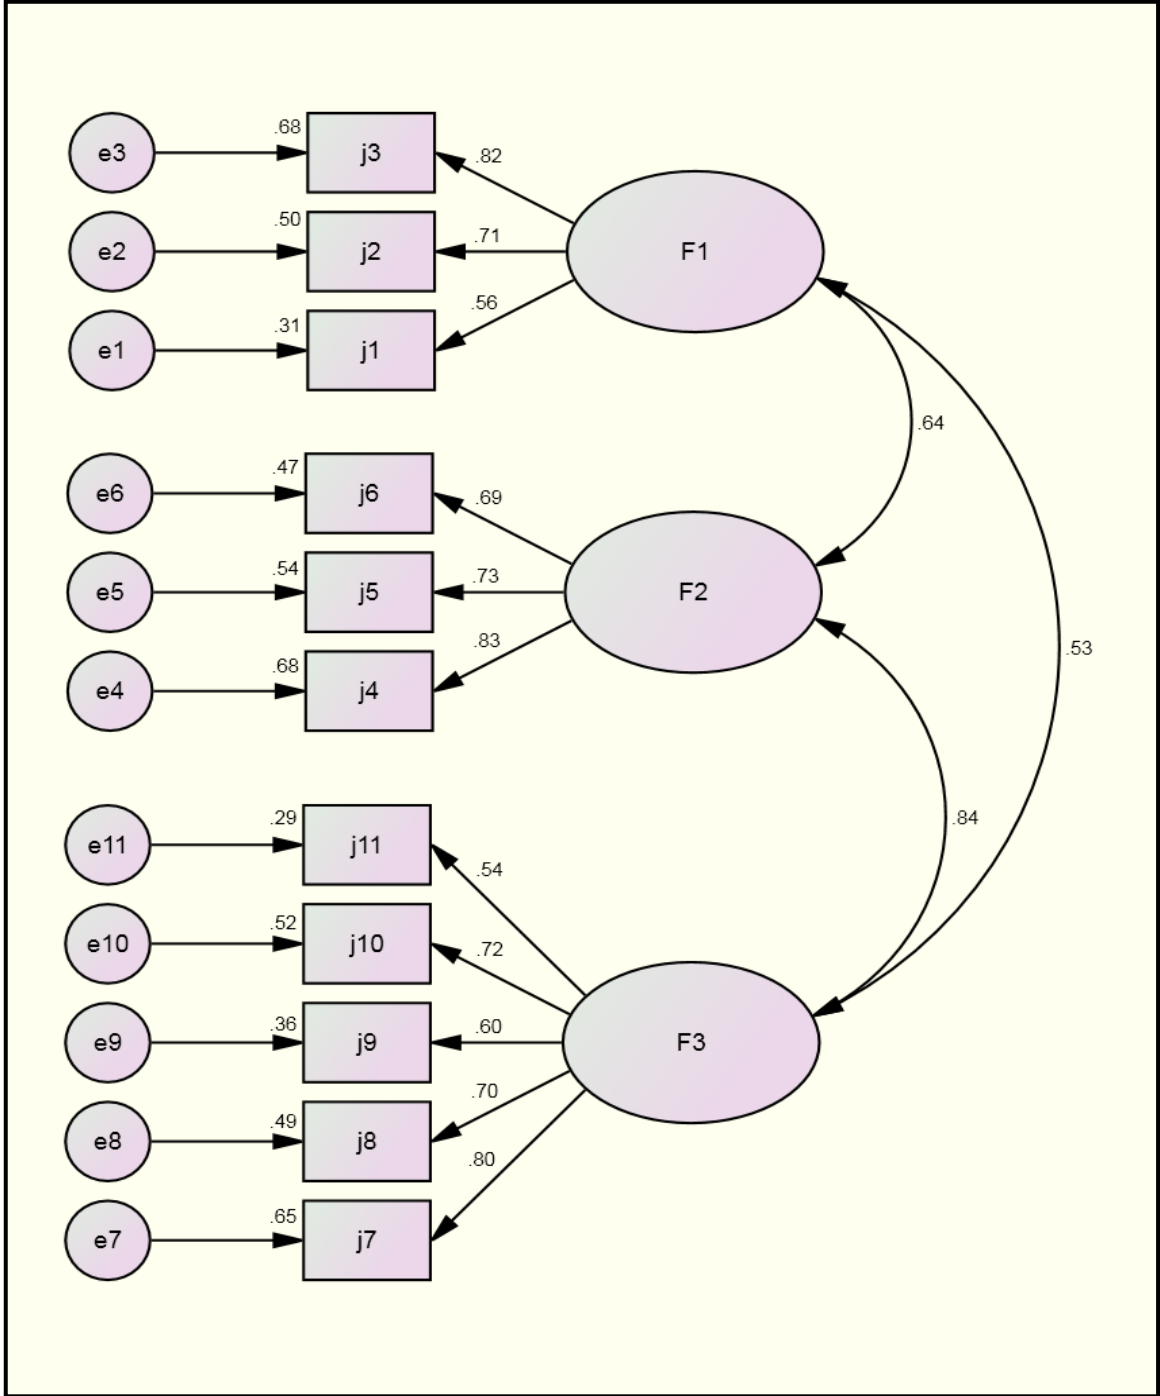 e3 .68 j3 .82
e2 .50 j2 .71 F1
e1 .31 j1 .56
.64
e6 .47 j6 .69
e5 .54 j5 .73 F2
e4 .68 j4 .83
.53
e11 .29 j11 .54
.84
e10 .52 j10 .72
e9 .36 j9 .60 F3
e8 .49 j8 .70
e7 .65 j7 .80